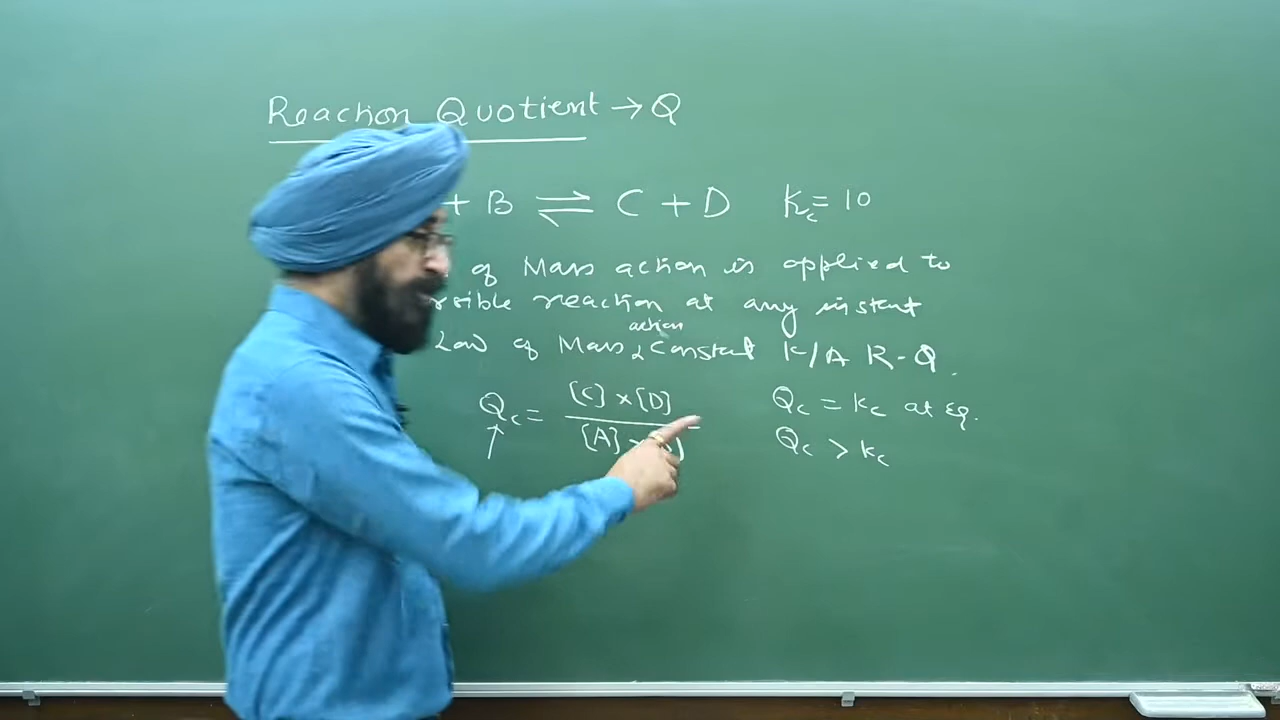 Reaction Quotient → Q
+ B ⇌ C + D Kc = 10
of Mass action is applied to
rsible reaction at any instant
action
Law of Mass Constant K/A R-Q.
Qc = [C] x [D] / [A] Qc = Kc at Eq.
↑ Qc > Kc